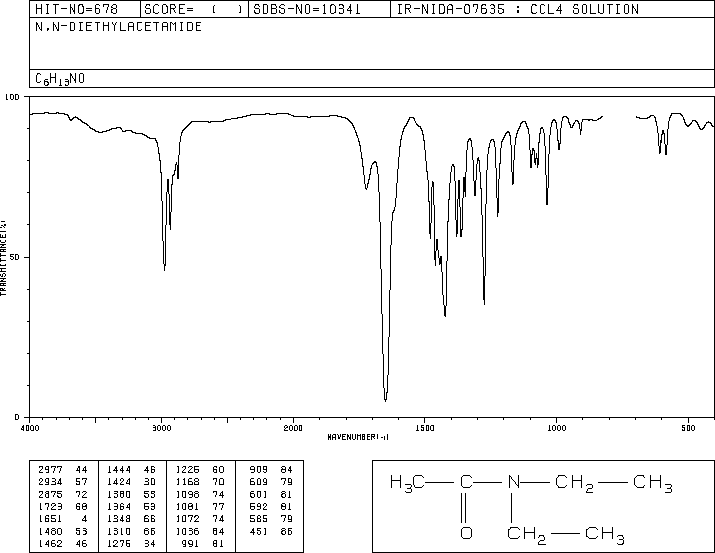 HIT-NO=678 SCORE= ( ) SDBS-NO=10341 IR-NIDA-07635 : CCL4 SOLUTION
N,N-DIETHYLACETAMIDE
C6H13NO
100
50
0
TRANSMITTANCE(%)
4000 3000 2000 1500 1000 500
WAVENUMBER(-1)
2977 44 1444 46 1226 60 909 84
2934 57 1424 30 1168 70 609 79
2875 72 1380 55 1098 74 601 81
1723 68 1364 53 1081 77 592 81
1651 4 1348 66 1072 74 585 79
1480 53 1310 66 1036 64 451 86
1462 46 1276 34 991 81
H3C C N CH2 CH3
O CH2 CH3